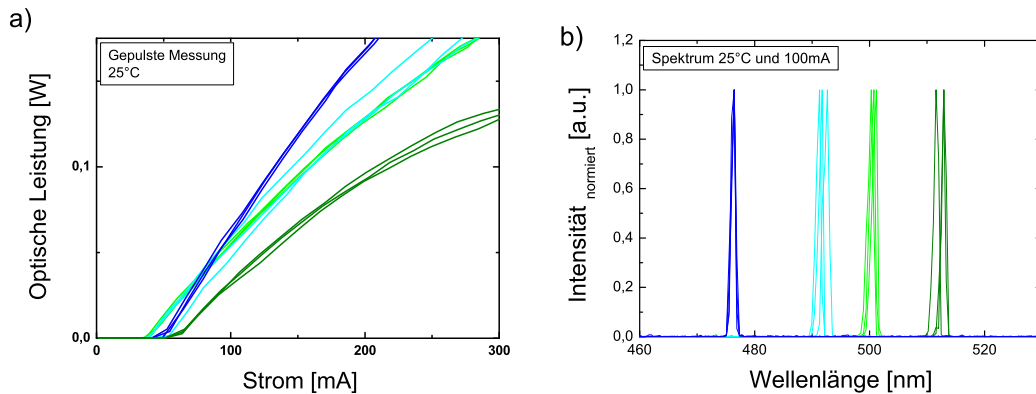 a)
Gepulste Messung
25°C
Optische Leistung [W]
0,1
0,0
0
100
200
300
Strom [mA]
b)
Spektrum 25°C und 100mA
Intensität normiert [a.u.]
1,2
1,0
0,8
0,6
0,4
0,2
0,0
460
480
500
520
Wellenlänge [nm]